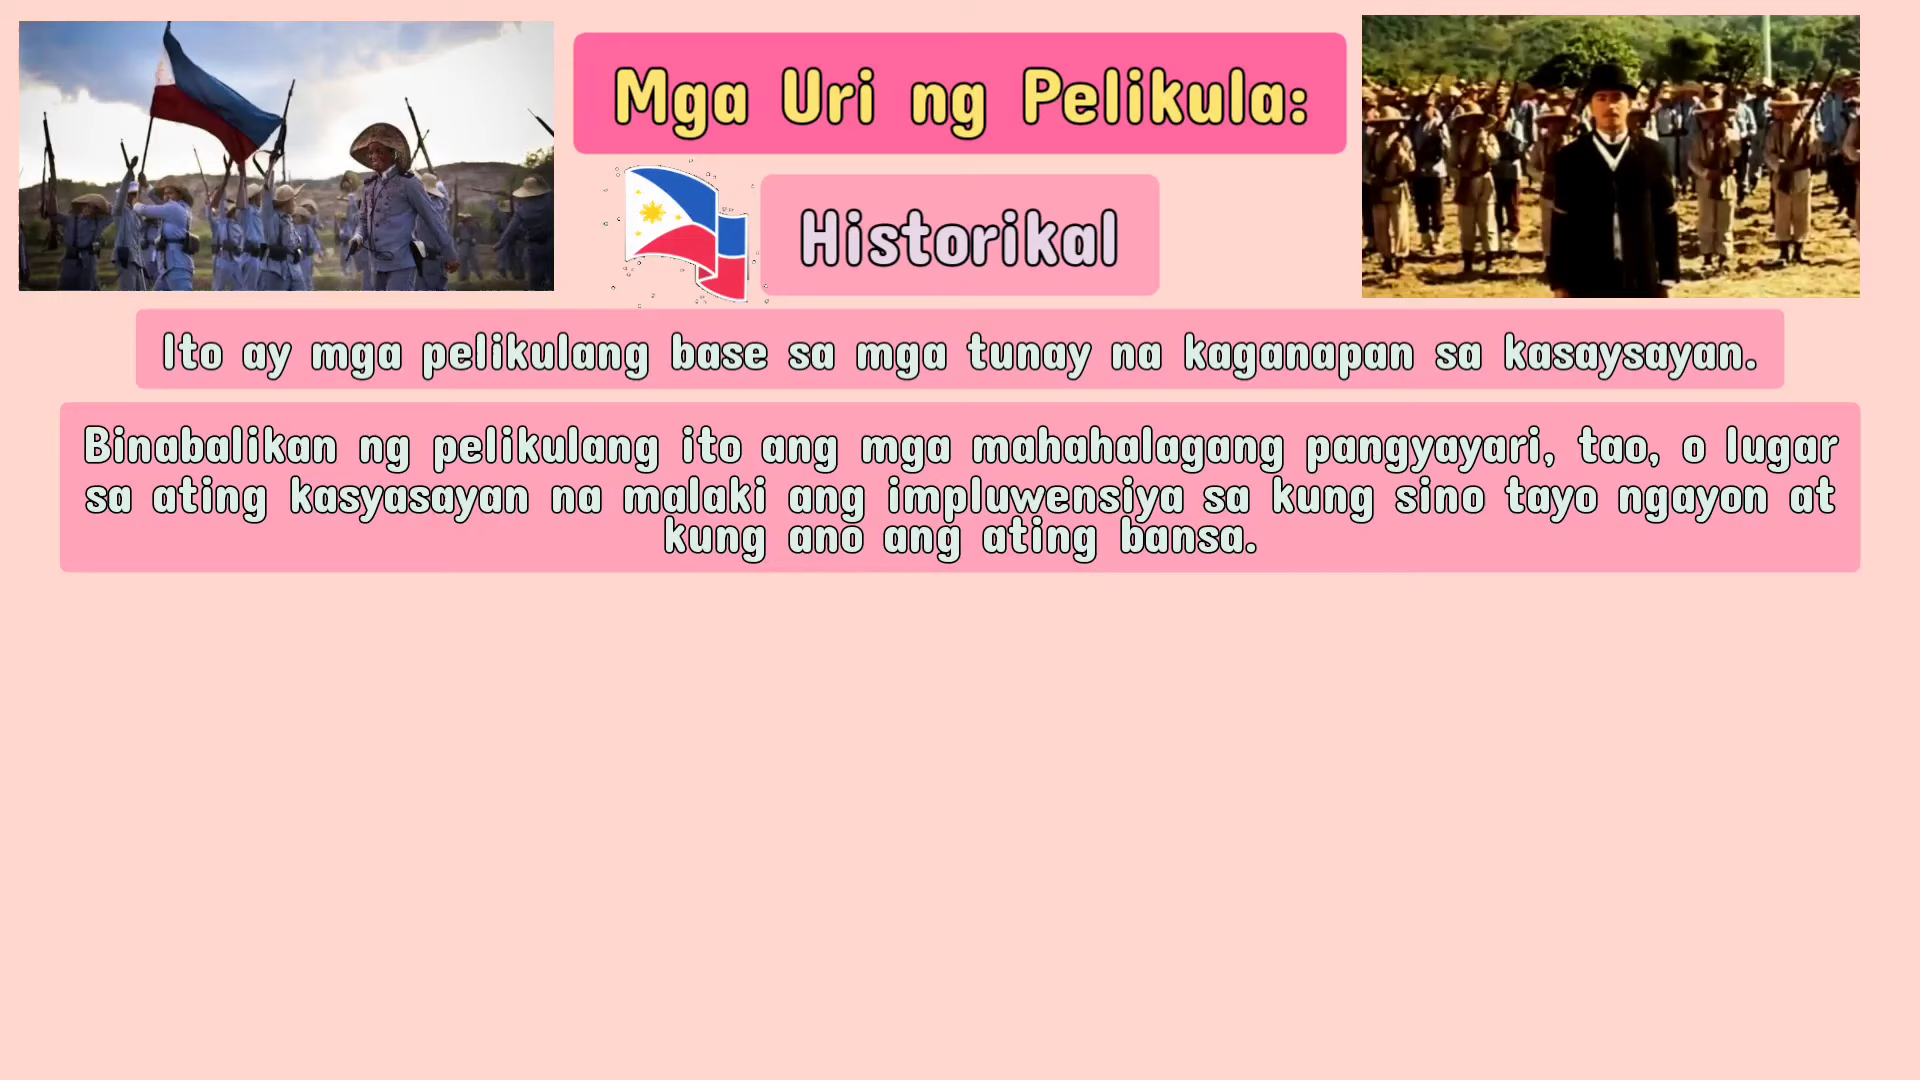 Mga Uri ng Pelikula:
Historikal
Ito ay mga pelikulang base sa mga tunay na kaganapan sa kasaysayan.
Binabalikan ng pelikulang ito ang mga mahahalagang pangyayari, tao, o lugar
sa ating kasyasayan na malaki ang impluwensiya sa kung sino tayo ngayon at
kung ano ang ating bansa.